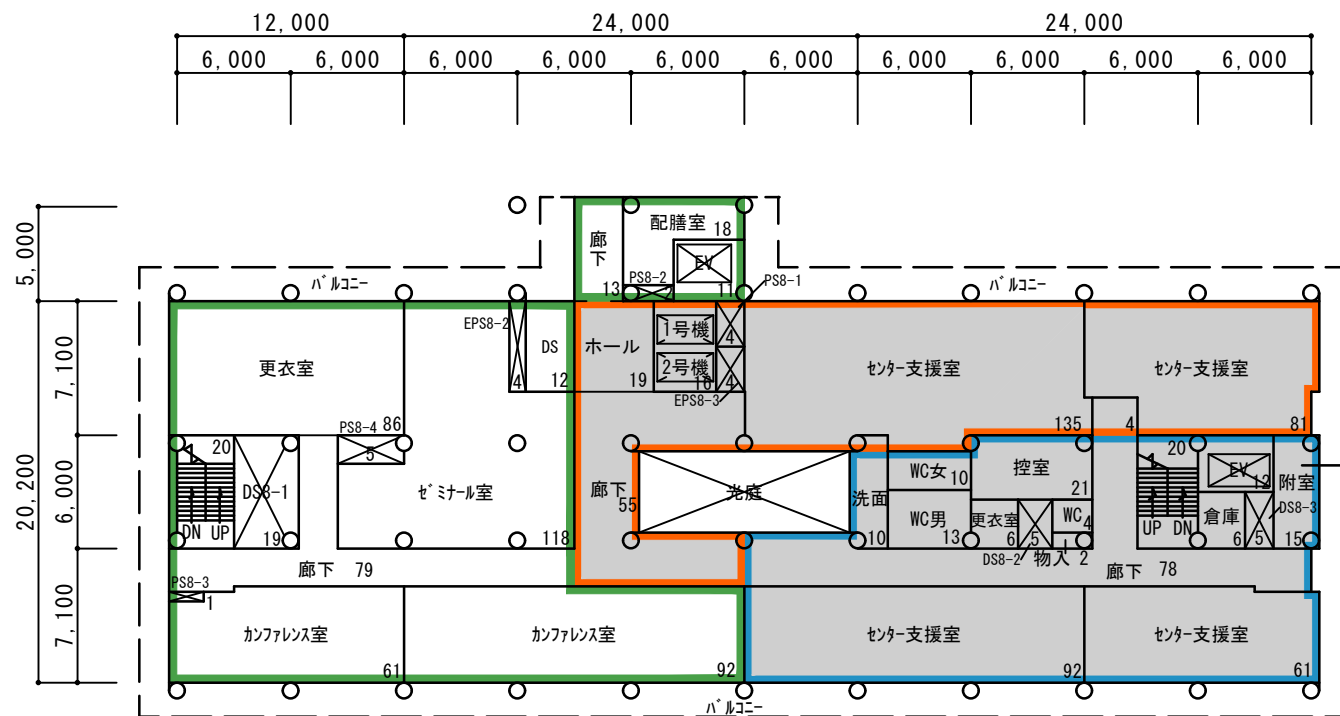 12,000 24,000 24,000
6,000 6,000 6,000 6,000 6,000 6,000 6,000 6,000 6,000 6,000
5,000
20,200
7,100
6,000
7,100
バルコニー
バルコニー
廊下
13
配膳室
18
EV
11
PS8-2
2
PS8-1
EPS8-2
4
DS
12
ホール
19
1号機
2号機
16
4
4
EPS8-3
更衣室
86
PS8-4
5
センター支援室
135
センター支援室
81
4
20
DN UP
DS8-1
19
ゼミナール室
118
廊下
55
光庭
洗面
10
WC女
10
WC男
13
控室
21
更衣室
6
5
DS8-2
WC
4
物入 2
20
UP DN
EV
12
倉庫
6
5
附室
15
DS8-3
廊下 79
廊下 78
PS8-3
1
カンファレンス室
61
カンファレンス室
92
センター支援室
92
センター支援室
61
バルコニー